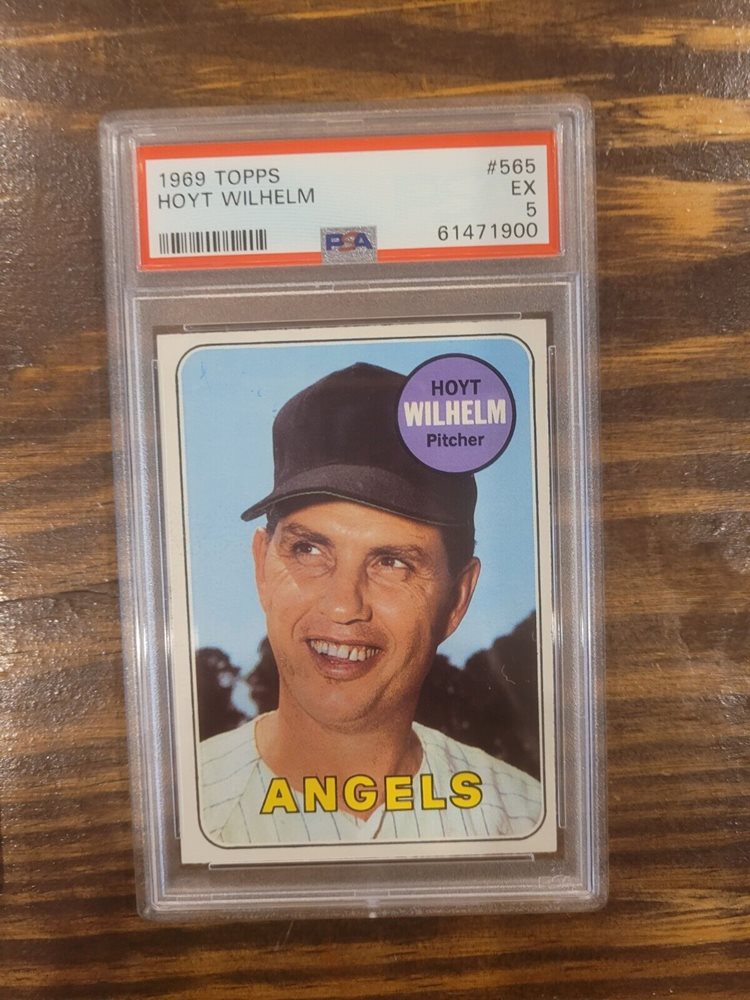 1969 TOPPS #565
HOYT WILHELM EX
5
PSA 61471900
HOYT
WILHELM
Pitcher
ANGELS